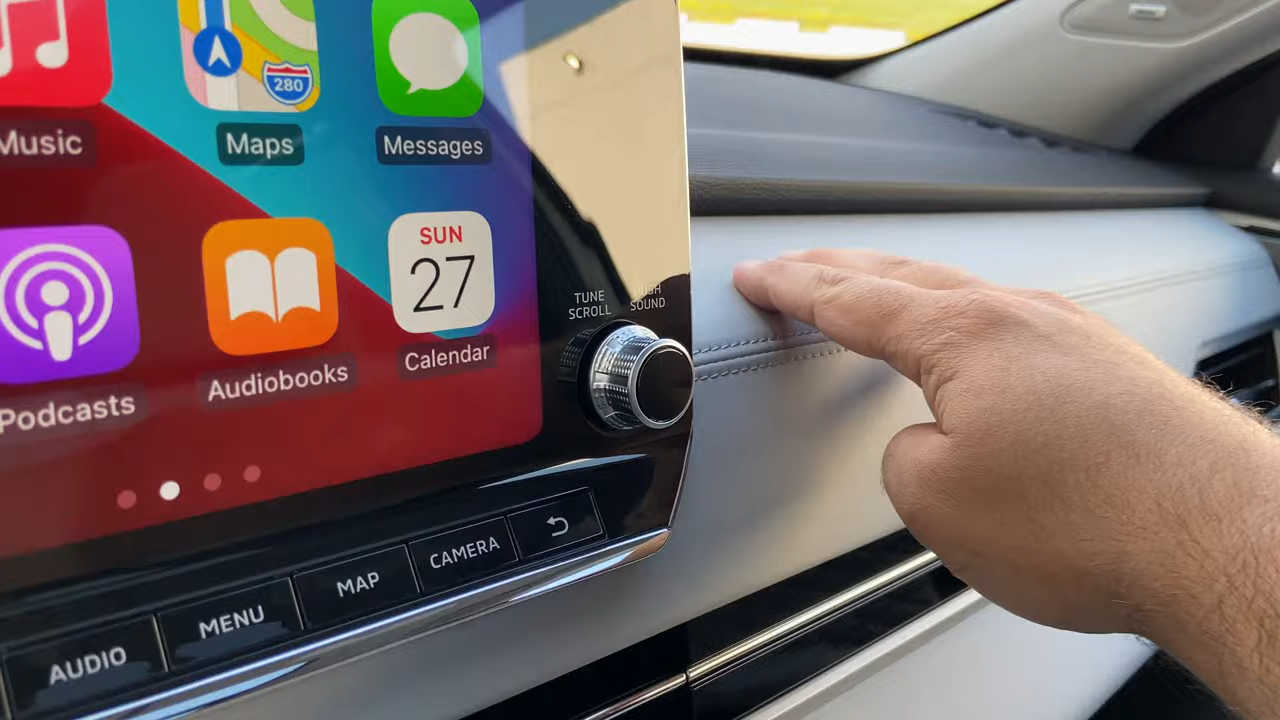 280
Music
Maps
Messages
SUN
27
Podcasts
Audiobooks
Calendar
TUNE
SCROLL
PUSH
SOUND
AUDIO
MENU
MAP
CAMERA